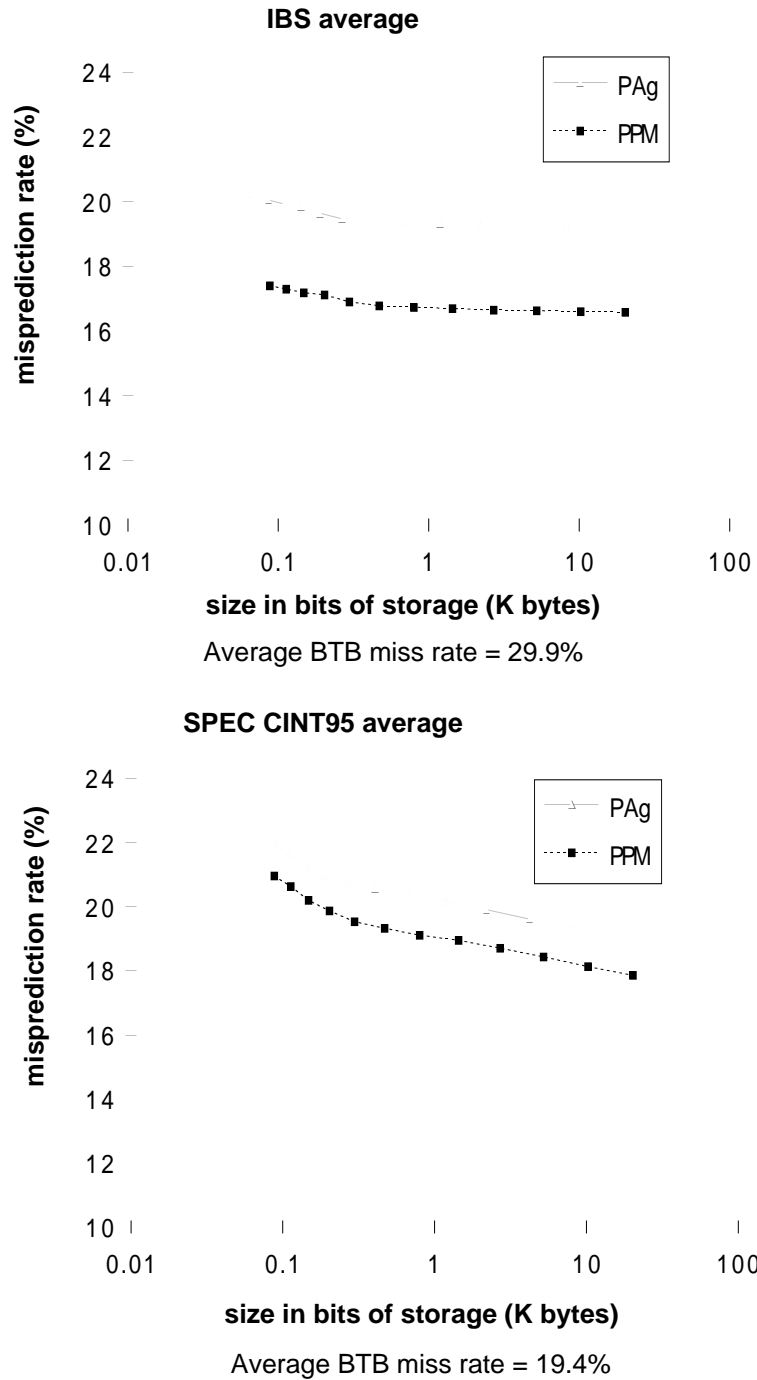 IBS average
24
22
20
18
16
14
12
10
misprediction rate (%)
PAg
PPM
0.01 0.1 1 10 100
size in bits of storage (K bytes)
Average BTB miss rate = 29.9%
SPEC CINT95 average
24
22
20
18
16
14
12
10
misprediction rate (%)
PAg
PPM
0.01 0.1 1 10 100
size in bits of storage (K bytes)
Average BTB miss rate = 19.4%